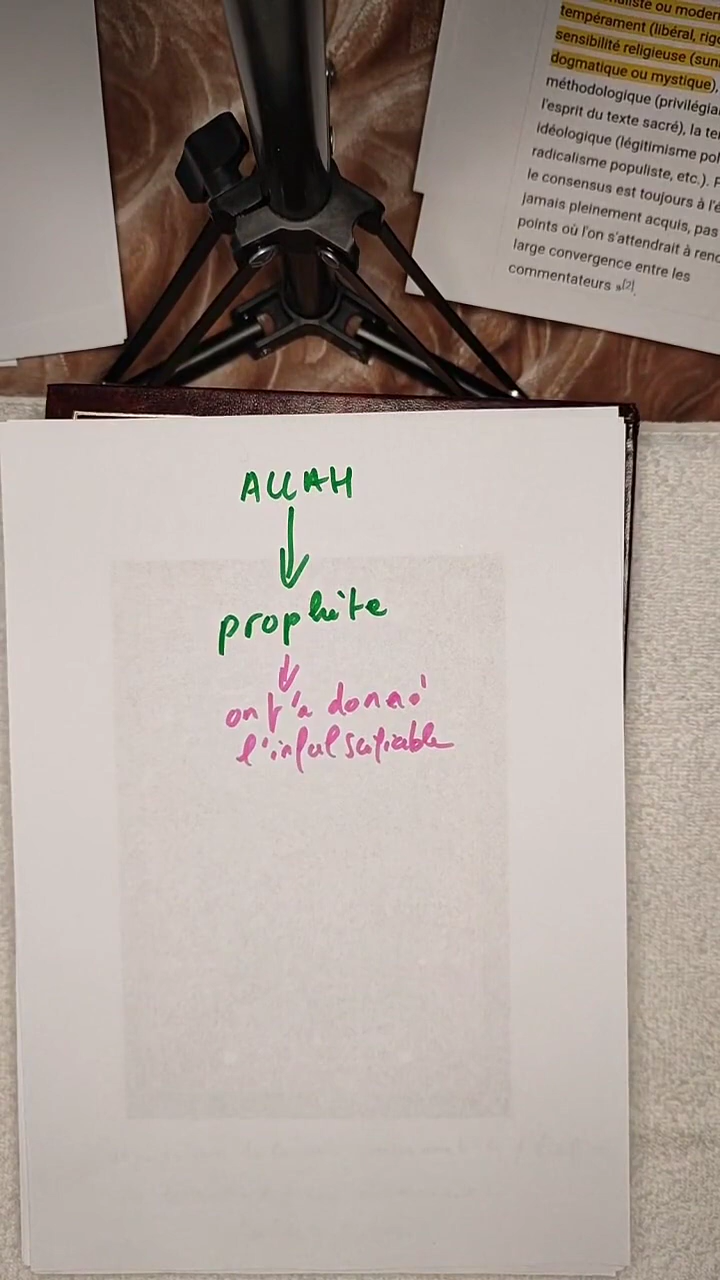 tempérament (libéral, rigo
sensibilité religieuse (sun
dogmatique ou mystique),
méthodologique (privilégia
l'esprit du texte sacré), la te
idéologique (légitimisme pol
radicalisme populiste, etc.). F
le consensus est toujours à l'é
jamais pleinement acquis, pas
points où l'on s'attendrait à renc
large convergence entre les
commentateurs »[2].
ALLAH
prophète
on t'a donné